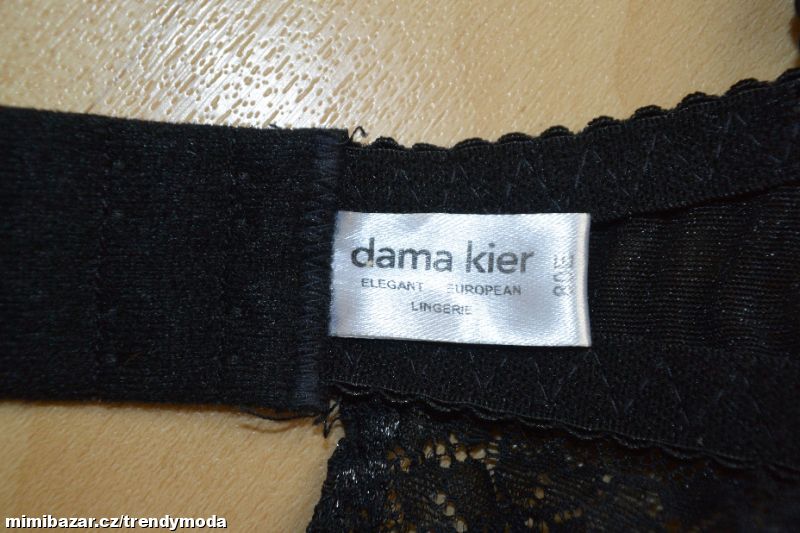 dama kier
ELEGANT EUROPEAN
LINGERIE
mimibazar.cz/trendymoda